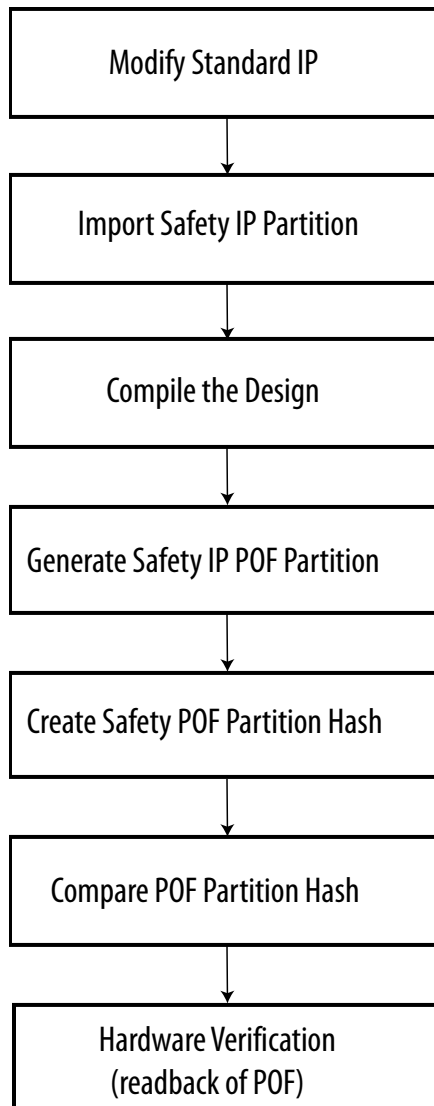 Modify Standard IP
Import Safety IP Partition
Compile the Design
Generate Safety IP POF Partition
Create Safety POF Partition Hash
Compare POF Partition Hash
Hardware Verification
(readback of POF)